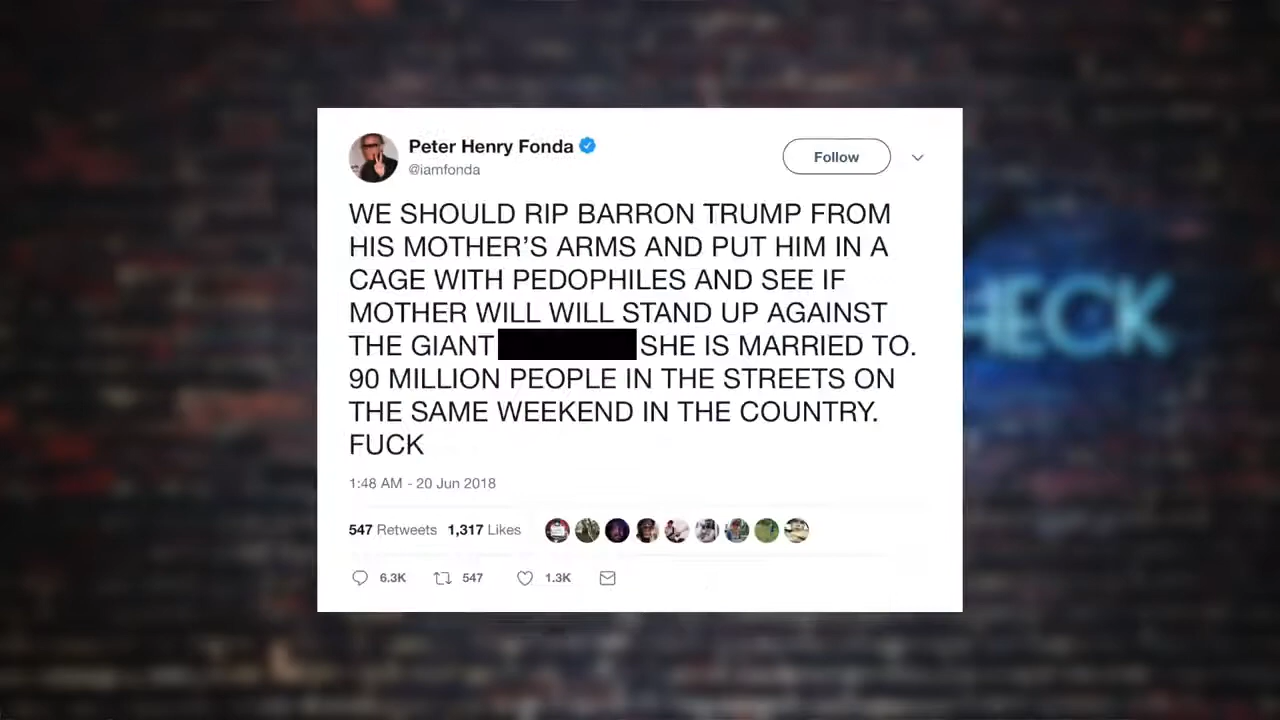 Peter Henry Fonda
@iamfonda
Follow
WE SHOULD RIP BARRON TRUMP FROM
HIS MOTHER’S ARMS AND PUT HIM IN A
CAGE WITH PEDOPHILES AND SEE IF
MOTHER WILL WILL STAND UP AGAINST
THE GIANT SHE IS MARRIED TO.
90 MILLION PEOPLE IN THE STREETS ON
THE SAME WEEKEND IN THE COUNTRY.
FUCK
1:48 AM - 20 Jun 2018
547 Retweets 1,317 Likes
6.3K 547 1.3K
HECK